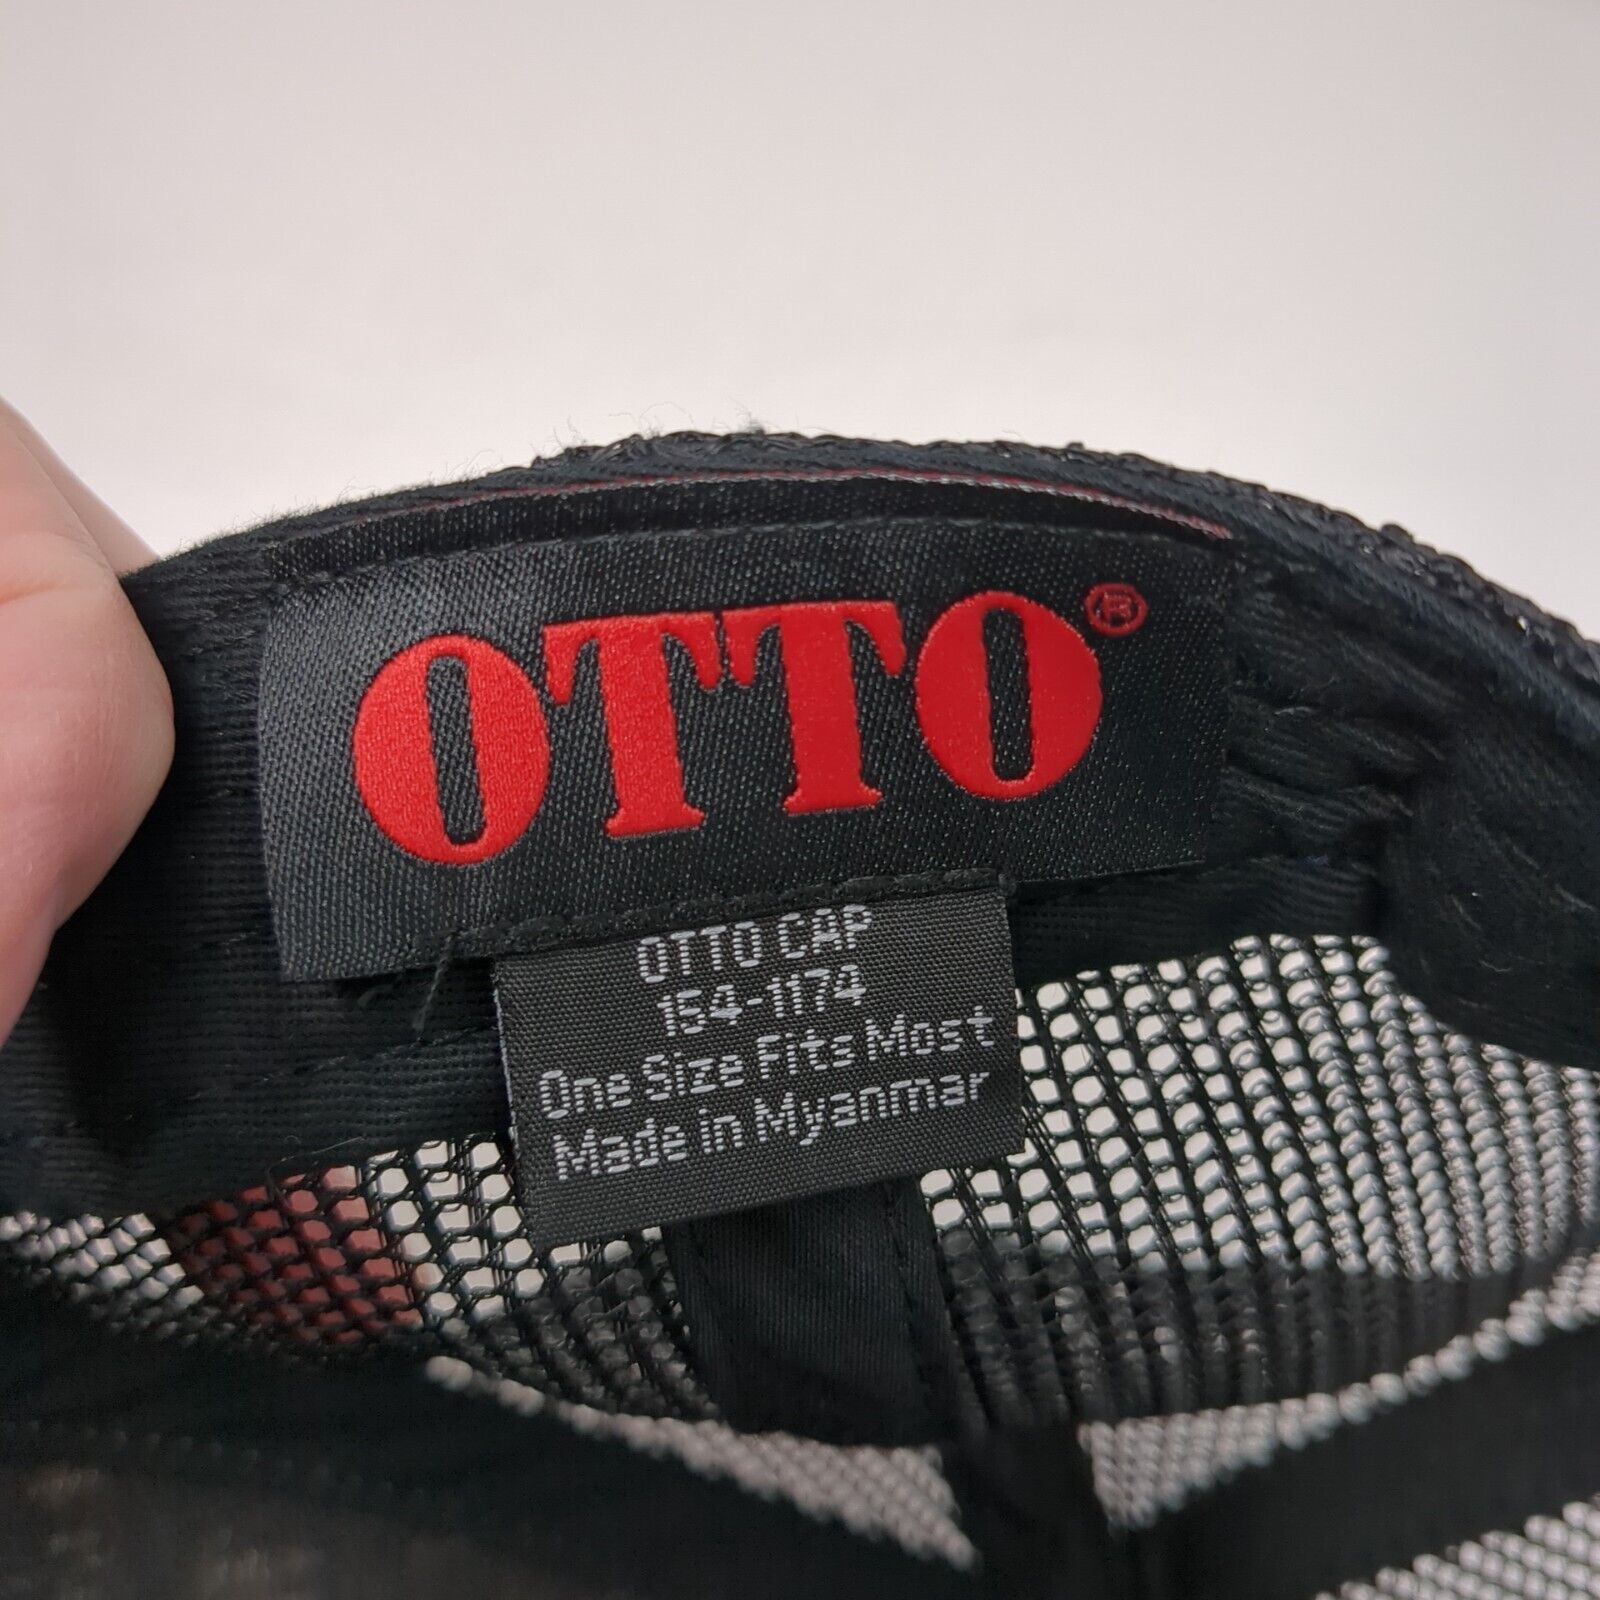 OTTO®
OTTO CAP
154-1174
One Size Fits Most
Made in Myanmar